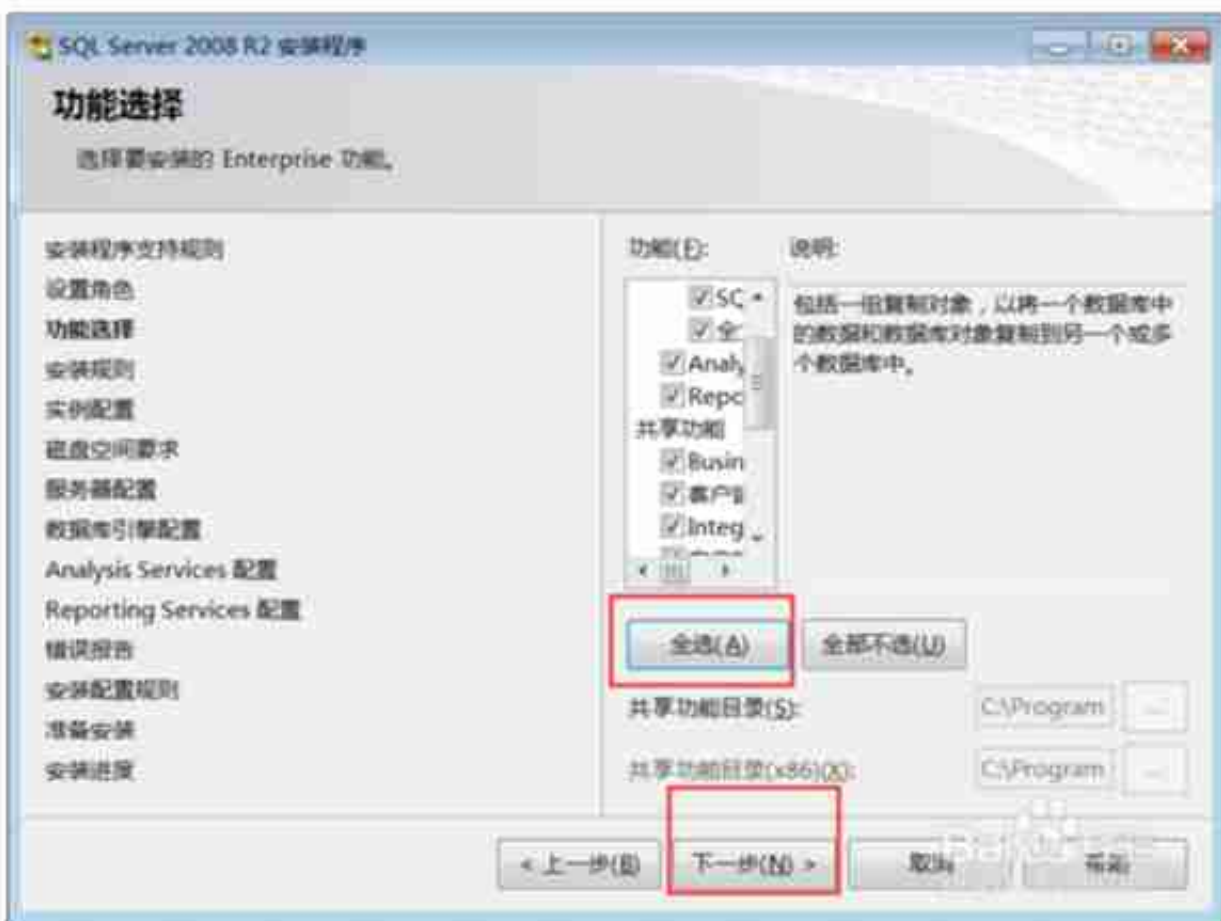 SQL Server 2008 R2 安装程序
功能选择
选择要安装的 Enterprise 功能。
安装程序支持规则
设置角色
功能选择
安装规则
实例配置
磁盘空间要求
服务器配置
数据库引擎配置
Analysis Services 配置
Reporting Services 配置
错误报告
安装配置规则
准备安装
安装进度
功能(F):
说明:
SQ
全
Analy
Repo
共享功能
Busin
客户
Integ
包括一组复制对象，以将一个数据库中
的数据和数据库对象复制到另一个或多
个数据库中。
全选(A)
全部不选(U)
共享功能目录(S):
C:\Program
...
共享功能目录(x86)(X):
C:\Program
...
< 上一步(B)
下一步(N) >
取消
帮助